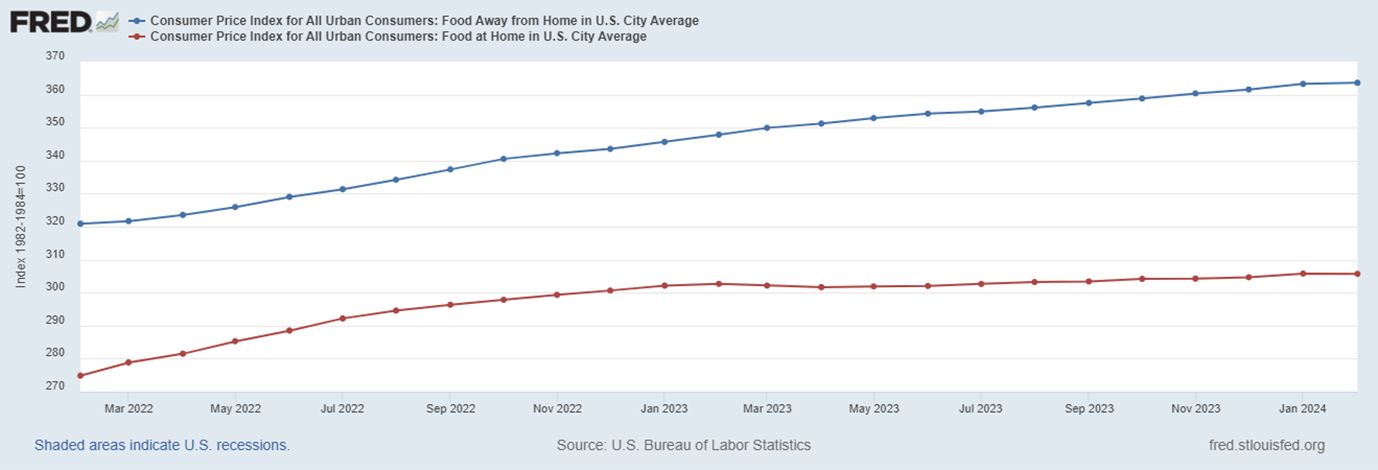 FRED
Consumer Price Index for All Urban Consumers: Food Away from Home in U.S. City Average
Consumer Price Index for All Urban Consumers: Food at Home in U.S. City Average
370
360
350
340
330
320
310
300
290
280
270
Index 1982-1984=100
Mar 2022
May 2022
Jul 2022
Sep 2022
Nov 2022
Jan 2023
Mar 2023
May 2023
Jul 2023
Sep 2023
Nov 2023
Jan 2024
Shaded areas indicate U.S. recessions.
Source: U.S. Bureau of Labor Statistics
fred.stlouisfed.org